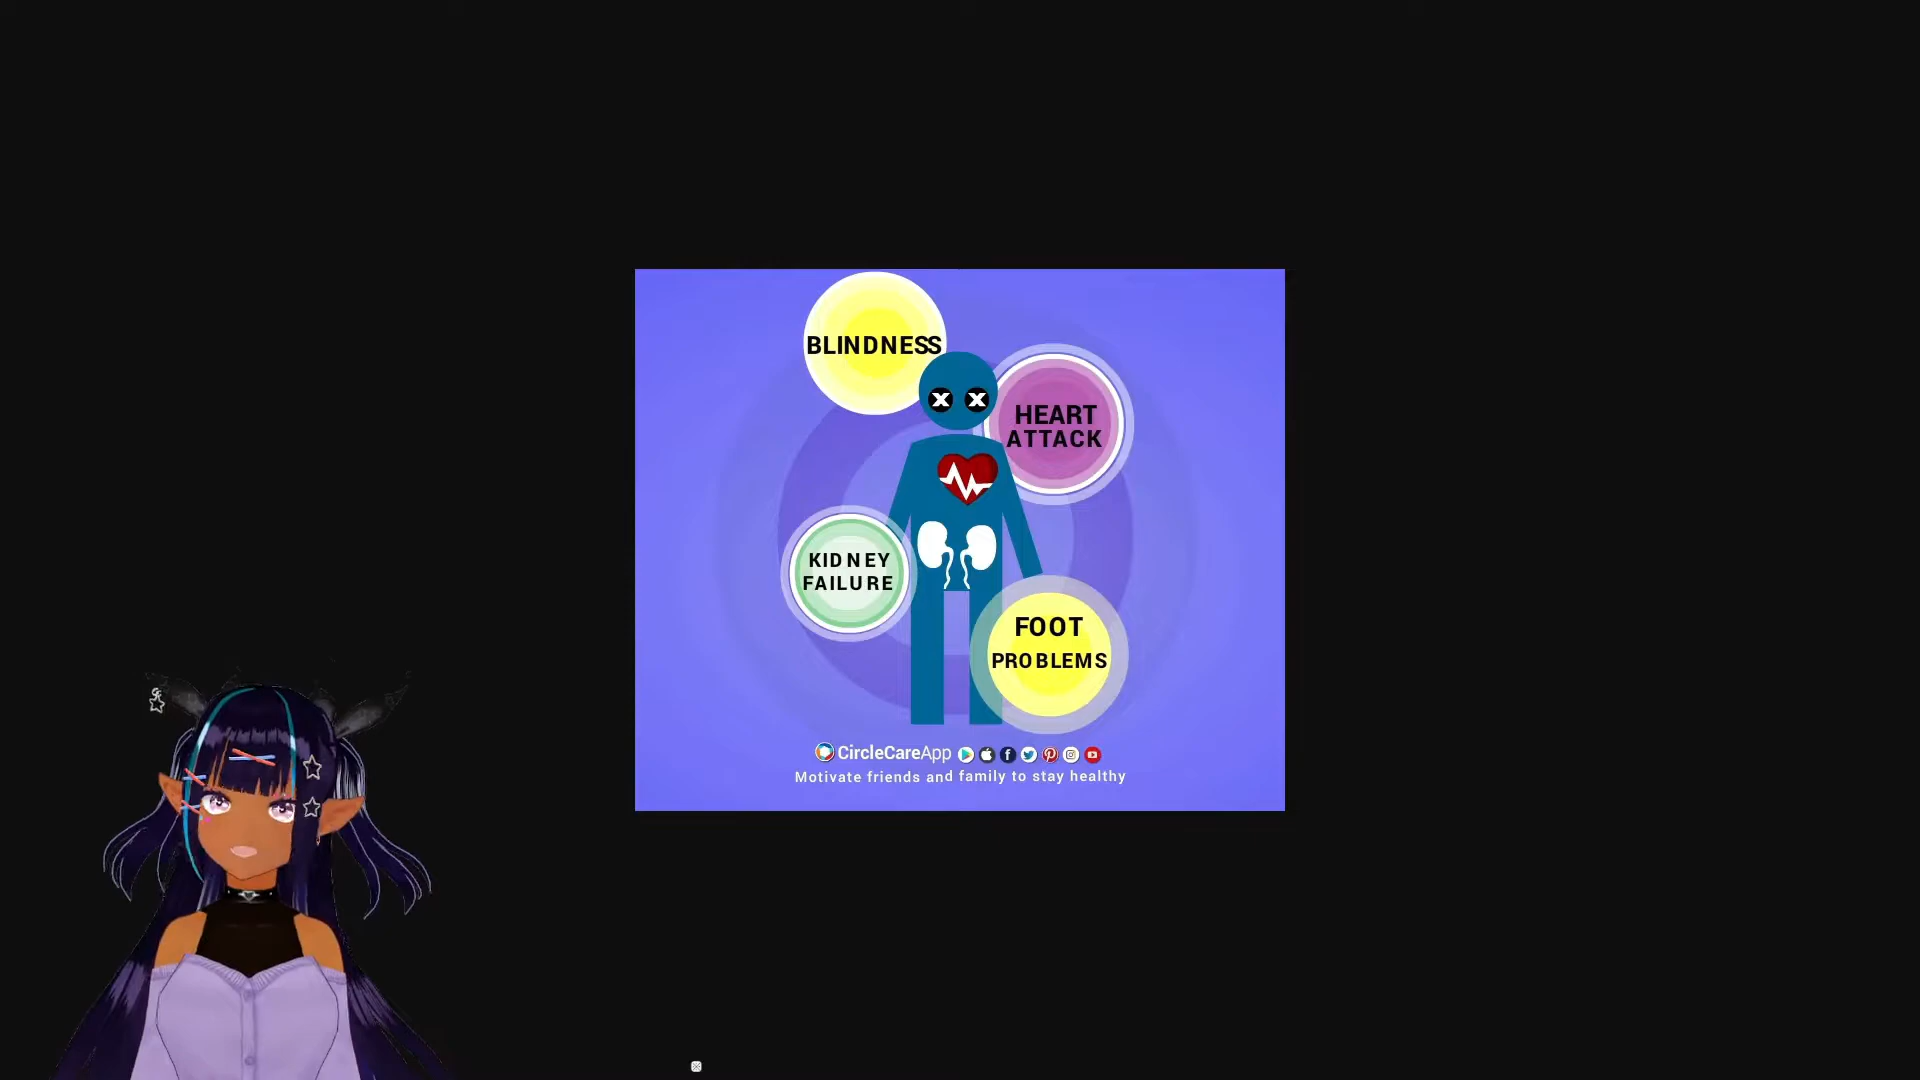 BLINDNESS
HEART
ATTACK
KIDNEY
FAILURE
FOOT
PROBLEMS
CircleCareApp
Motivate friends and family to stay healthy